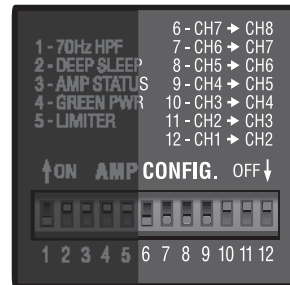 1 - 70Hz HPF
2 - DEEP SLEEP
3 - AMP STATUS
4 - GREEN PWR
5 - LIMITER
6 - CH7 → CH8
7 - CH6 → CH7
8 - CH5 → CH6
9 - CH4 → CH5
10 - CH3 → CH4
11 - CH2 → CH3
12 - CH1 → CH2
↑ON AMP CONFIG. OFF↓
1 2 3 4 5 6 7 8 9 10 11 12